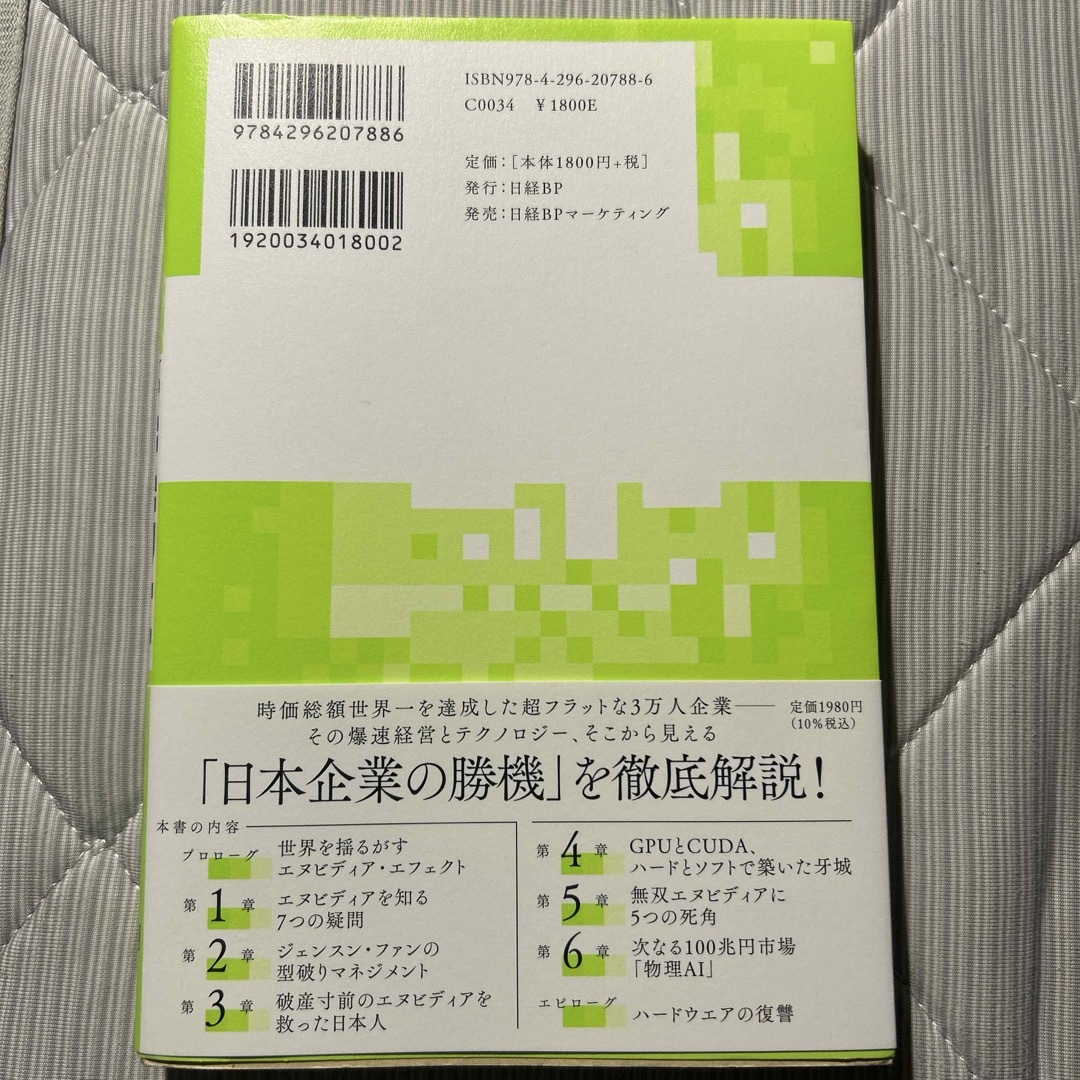 9784296207886
1920034018002
ISBN978-4-296-20788-6
C0034 ¥1800E
定価：[本体1800円+税]
発行：日経BP
発売：日経BPマーケティング
時価総額世界一を達成した超フラットな3万人企業──
その爆速経営とテクノロジー、そこから見える
定価1980円
（10%税込）
「日本企業の勝機」を徹底解説！
本書の内容
プロローグ
世界を揺るがす
エヌビディア・エフェクト
第1章
エヌビディアを知る
7つの疑問
第2章
ジェンスン・ファンの
型破りマネジメント
第3章
破産寸前のエヌビディアを
救った日本人
第4章
GPUとCUDA、
ハードとソフトで築いた牙城
第5章
無双エヌビディアに
5つの死角
第6章
次なる100兆円市場
「物理AI」
エピローグ
ハードウエアの復讐